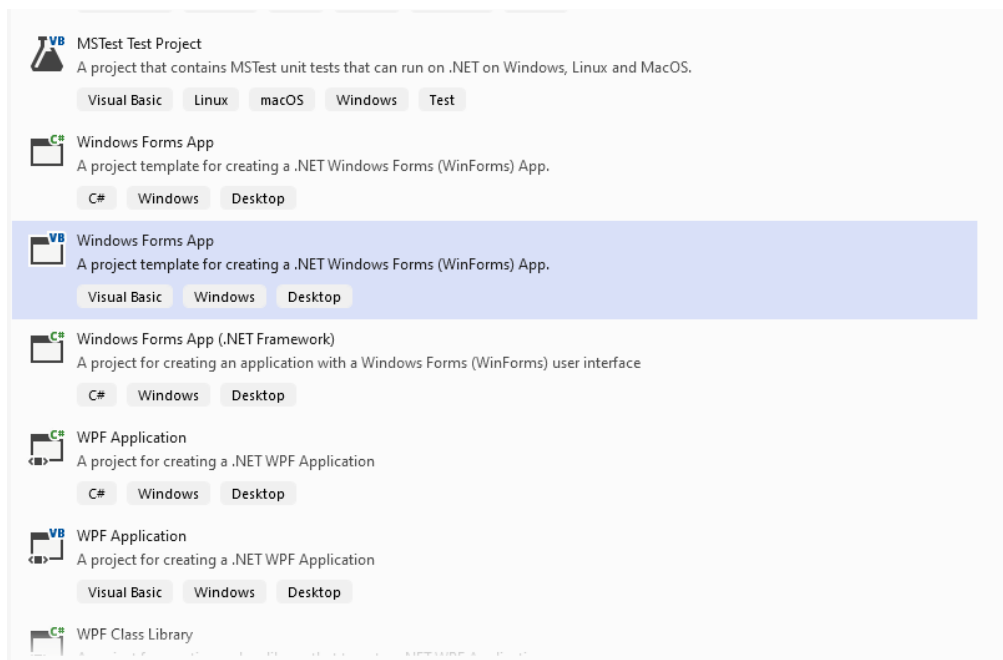 VB MSTest Test Project
A project that contains MSTest unit tests that can run on .NET on Windows, Linux and MacOS.
Visual Basic Linux macOS Windows Test
C# Windows Forms App
A project template for creating a .NET Windows Forms (WinForms) App.
C# Windows Desktop
VB Windows Forms App
A project template for creating a .NET Windows Forms (WinForms) App.
Visual Basic Windows Desktop
C# Windows Forms App (.NET Framework)
A project for creating an application with a Windows Forms (WinForms) user interface
C# Windows Desktop
C# WPF Application
A project for creating a .NET WPF Application
C# Windows Desktop
VB WPF Application
A project for creating a .NET WPF Application
Visual Basic Windows Desktop
C# WPF Class Library